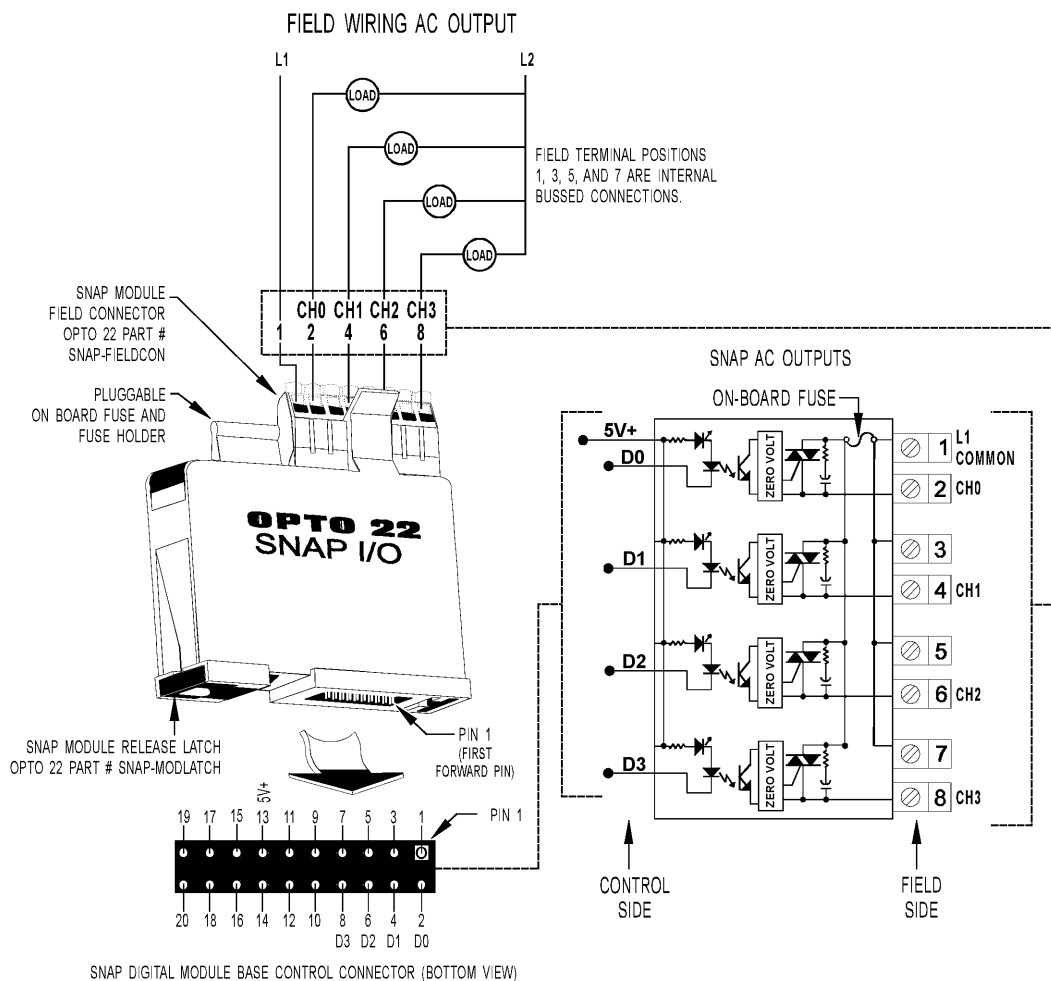 FIELD WIRING AC OUTPUT
L1
L2
LOAD
LOAD
LOAD
LOAD
FIELD TERMINAL POSITIONS
1, 3, 5, AND 7 ARE INTERNAL
BUSSED CONNECTIONS.
SNAP MODULE
FIELD CONNECTOR
OPTO 22 PART #
SNAP-FIELDCON
CH0 CH1 CH2 CH3
1 2 4 6 8
PLUGGABLE
ON BOARD FUSE AND
FUSE HOLDER
OPTO 22
SNAP I/O
SNAP MODULE RELEASE LATCH
OPTO 22 PART # SNAP-MODLATCH
PIN 1
(FIRST
FORWARD PIN)
5V+
19 17 15 13 11 9 7 5 3 1
PIN 1
20 18 16 14 12 10 8 6 4 2
D3 D2 D1 D0
SNAP DIGITAL MODULE BASE CONTROL CONNECTOR (BOTTOM VIEW)
SNAP AC OUTPUTS
ON-BOARD FUSE
5V+
D0
ZERO VOLT
1 L1
COMMON
2 CH0
D1
ZERO VOLT
3
4 CH1
D2
ZERO VOLT
5
6 CH2
D3
ZERO VOLT
7
8 CH3
CONTROL
SIDE
FIELD
SIDE